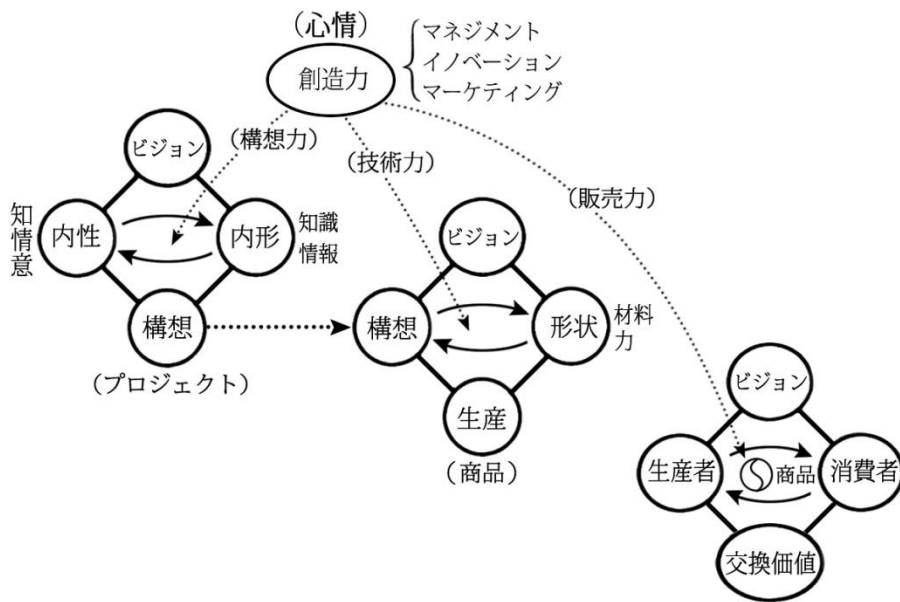 （心情）
創造力
マネジメント
イノベーション
マーケティング
（構想力）
（技術力）
（販売力）
ビジョン
知情意
内性
内形
知識
情報
構想
（プロジェクト）
ビジョン
構想
形状
材料
力
生産
（商品）
ビジョン
生産者
商品
消費者
交換価値